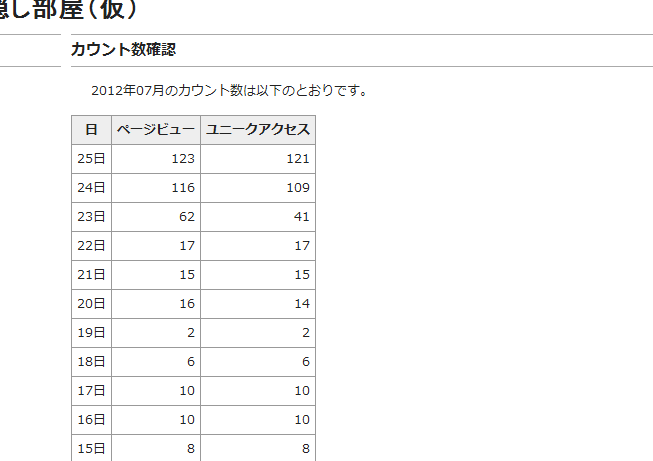 隠し部屋(仮)
カウント数確認
2012年07月のカウント数は以下のとおりです。
日 ページビュー ユニークアクセス
25日 123 121
24日 116 109
23日 62 41
22日 17 17
21日 15 15
20日 16 14
19日 2 2
18日 6 6
17日 10 10
16日 10 10
15日 8 8